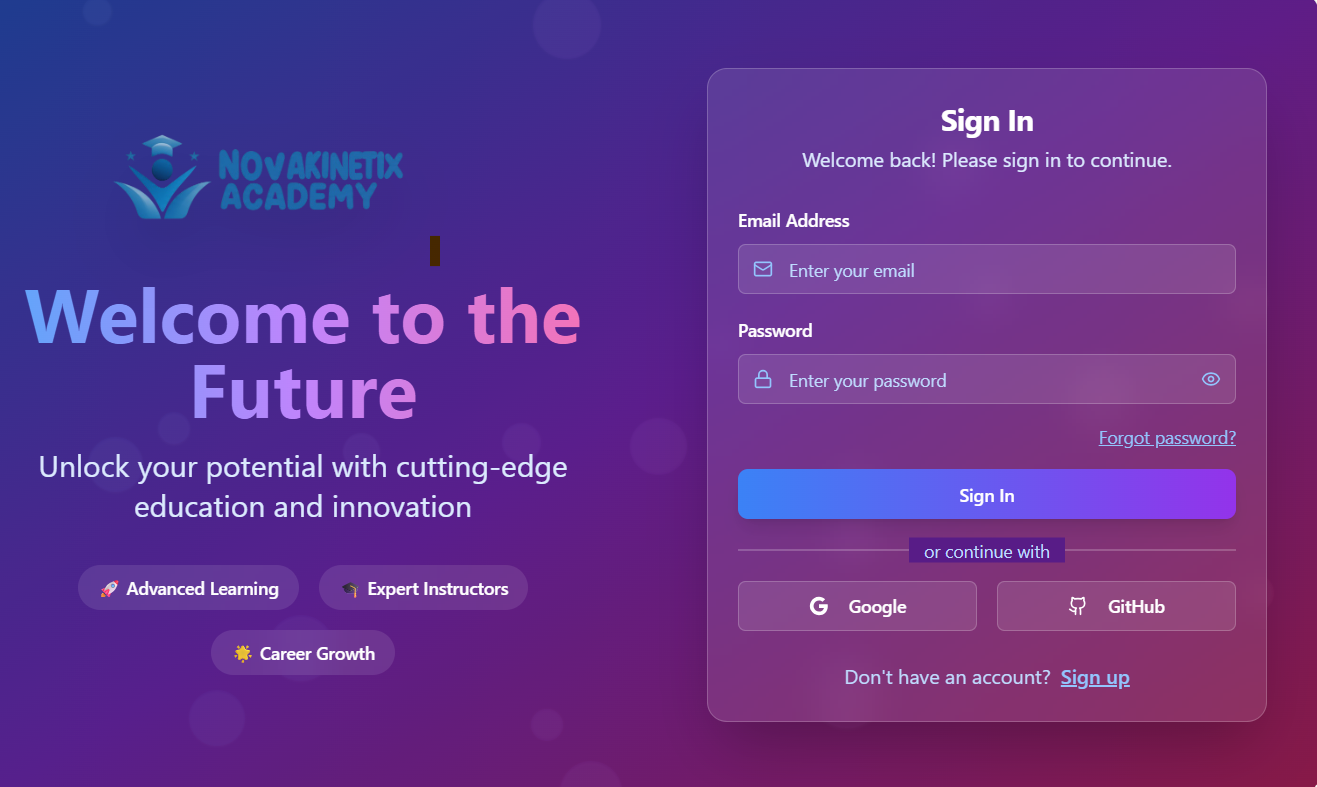 NOVAKINETIX
ACADEMY
Welcome to the
Future
Unlock your potential with cutting-edge
education and innovation
🚀 Advanced Learning
🎓 Expert Instructors
🌟 Career Growth
Sign In
Welcome back! Please sign in to continue.
Email Address
Enter your email
Password
Enter your password
Forgot password?
Sign In
or continue with
Google
GitHub
Don't have an account? Sign up